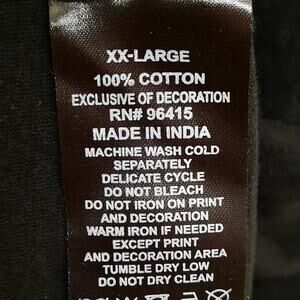 XX-LARGE
100% COTTON
EXCLUSIVE OF DECORATION
RN# 96415
MADE IN INDIA
MACHINE WASH COLD
SEPARATELY
DELICATE CYCLE
DO NOT BLEACH
DO NOT IRON ON PRINT
AND DECORATION
WARM IRON IF NEEDED
EXCEPT PRINT
AND DECORATION AREA
TUMBLE DRY LOW
DO NOT DRY CLEAN